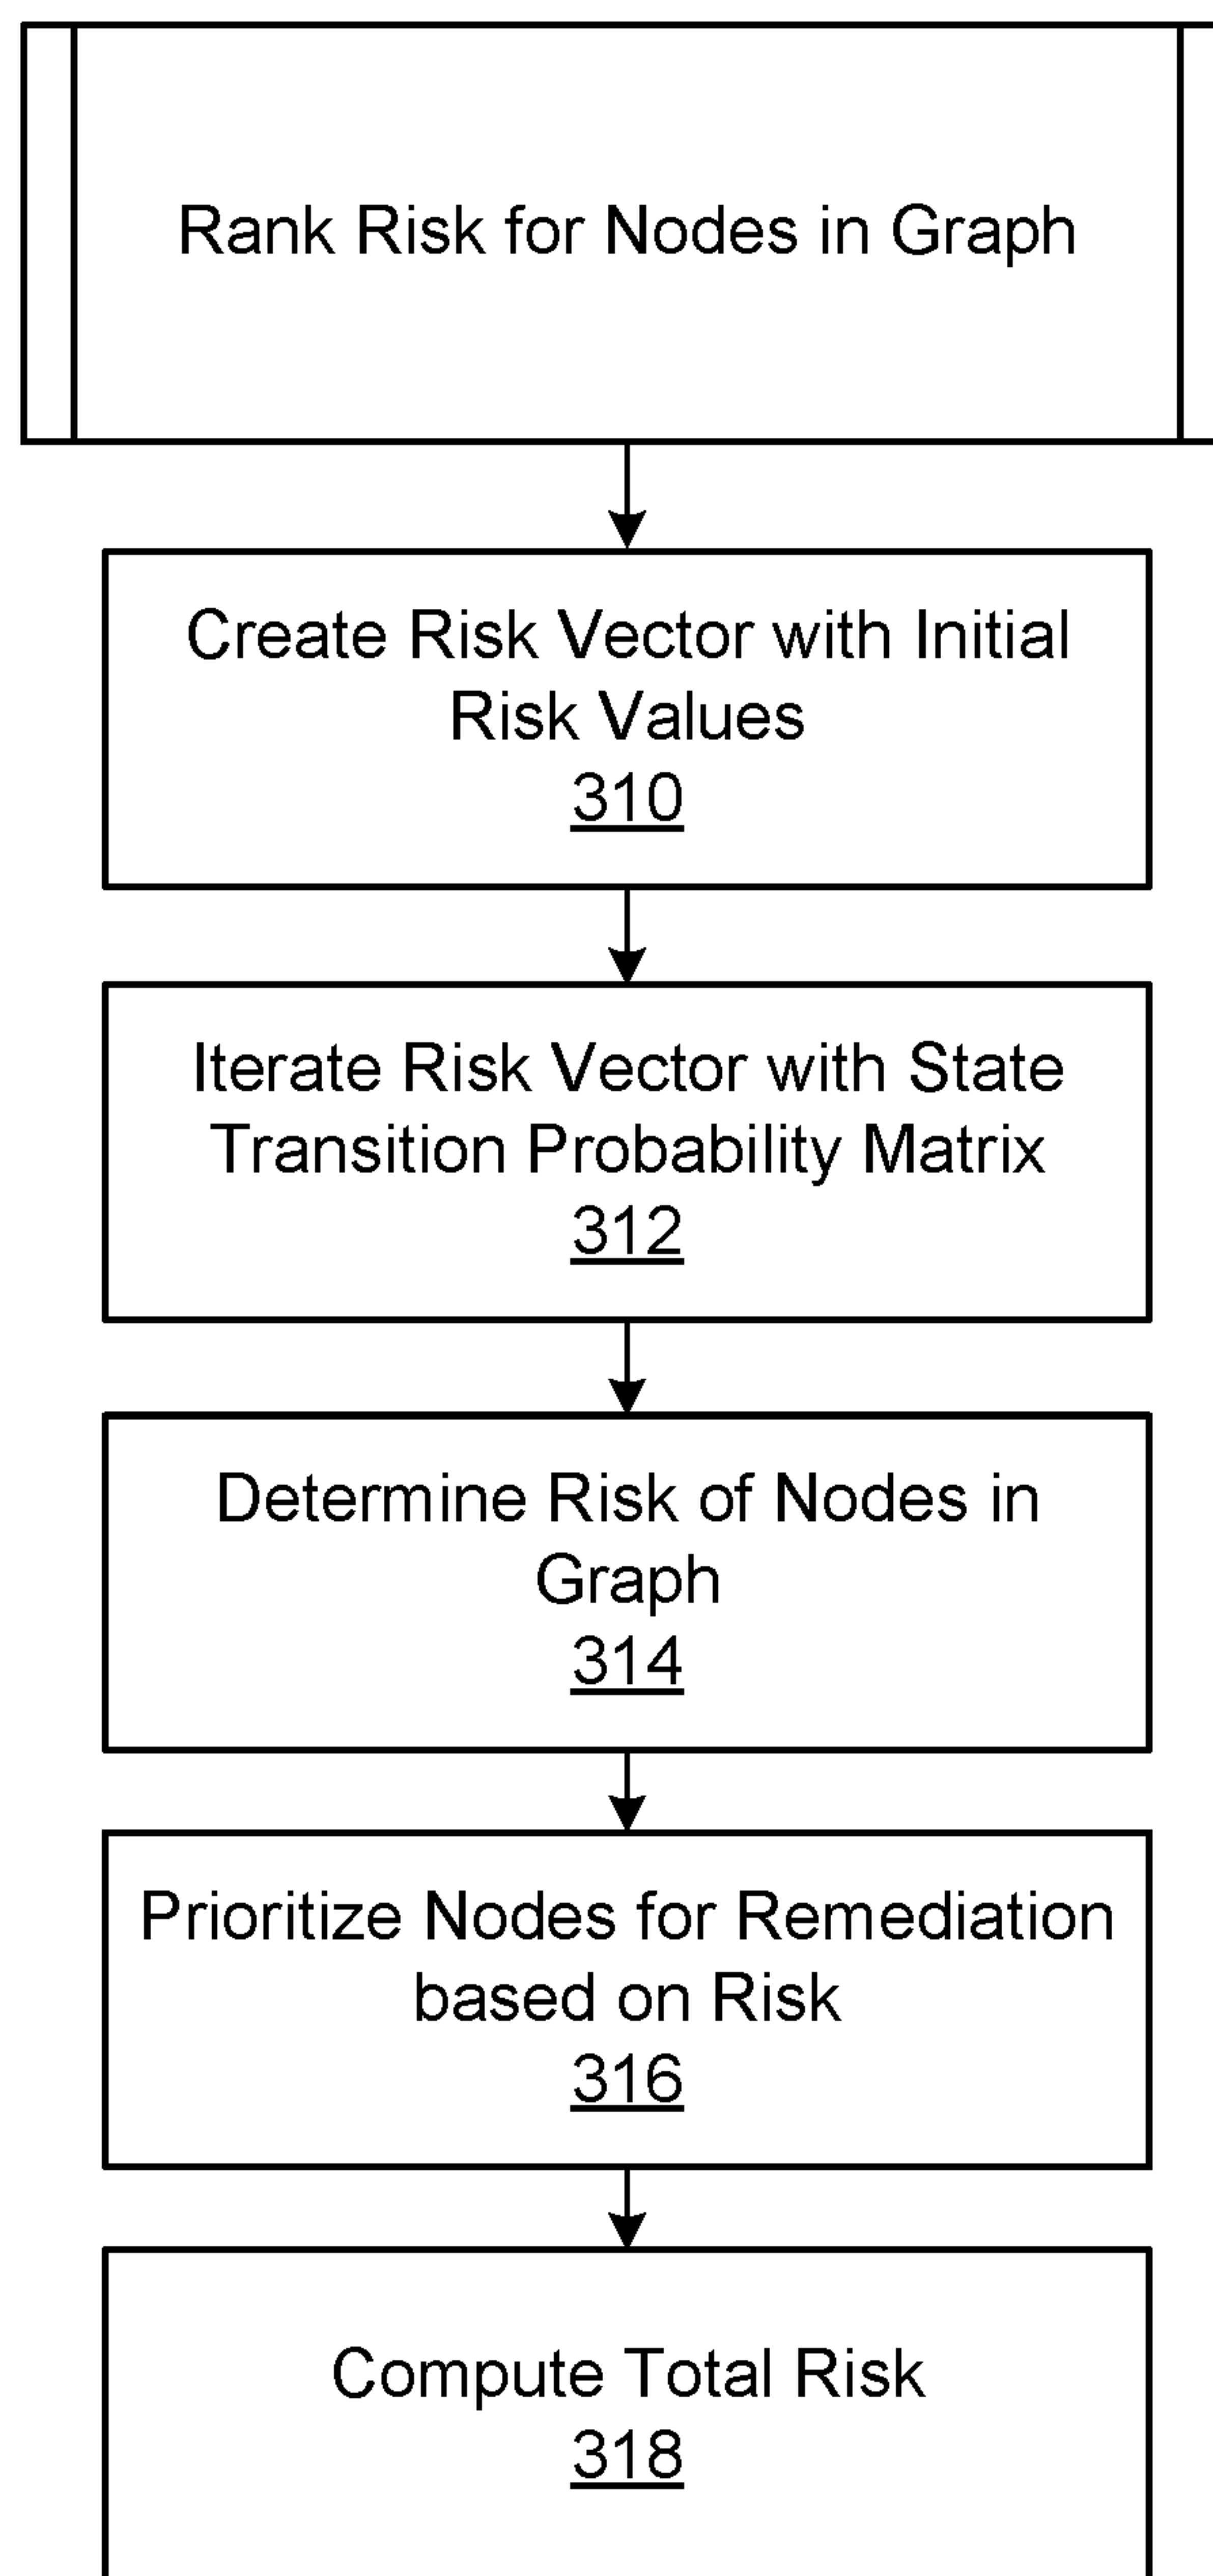 Rank Risk for Nodes in Graph
Create Risk Vector with Initial
Risk Values
310
Iterate Risk Vector with State
Transition Probability Matrix
312
Determine Risk of Nodes in
Graph
314
Prioritize Nodes for Remediation
based on Risk
316
Compute Total Risk
318